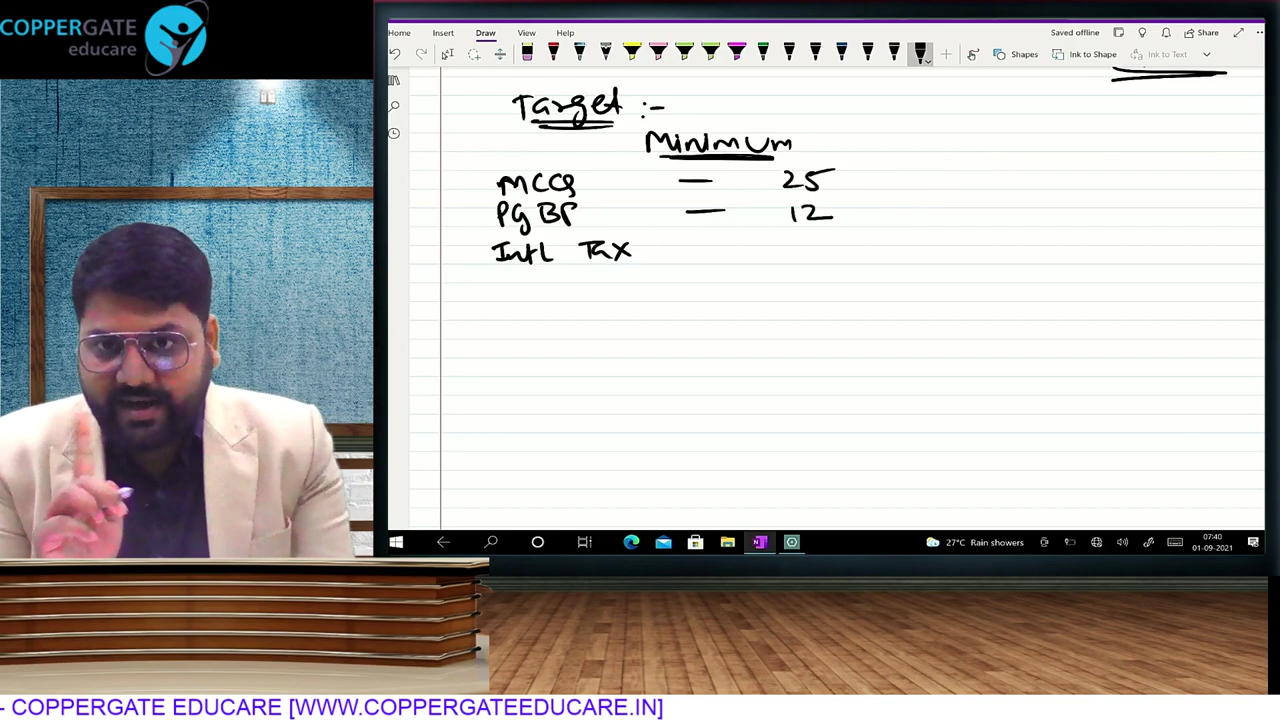 COPPERGATE
educare
Home Insert Draw View Help
Saved offline Share
Shapes Ink to Shape Ink to Text
Target :-
Minimum
MCQs — 25
PGBP — 12
Intl Tax
27°C Rain showers
07:40
01-09-2021
- COPPERGATE EDUCARE [WWW.COPPERGATEEDUCARE.IN]